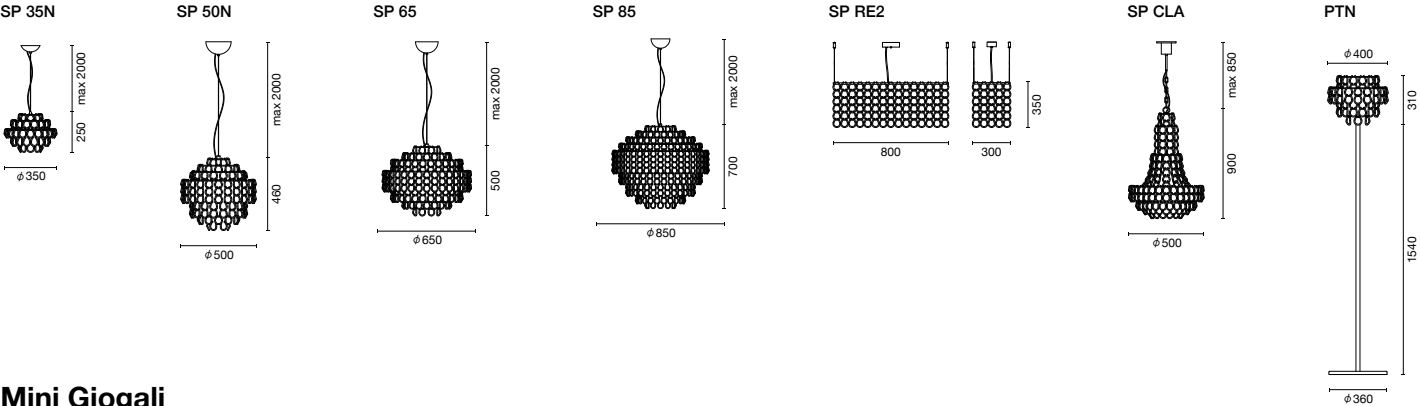 SP 35N
max 2000
250
ϕ350
SP 50N
max 2000
460
ϕ500
SP 65
max 2000
500
ϕ650
SP 85
max 2000
700
ϕ850
SP RE2
350
800
300
SP CLA
max 850
900
ϕ500
PTN
ϕ400
310
1540
ϕ360
Mini Giogali